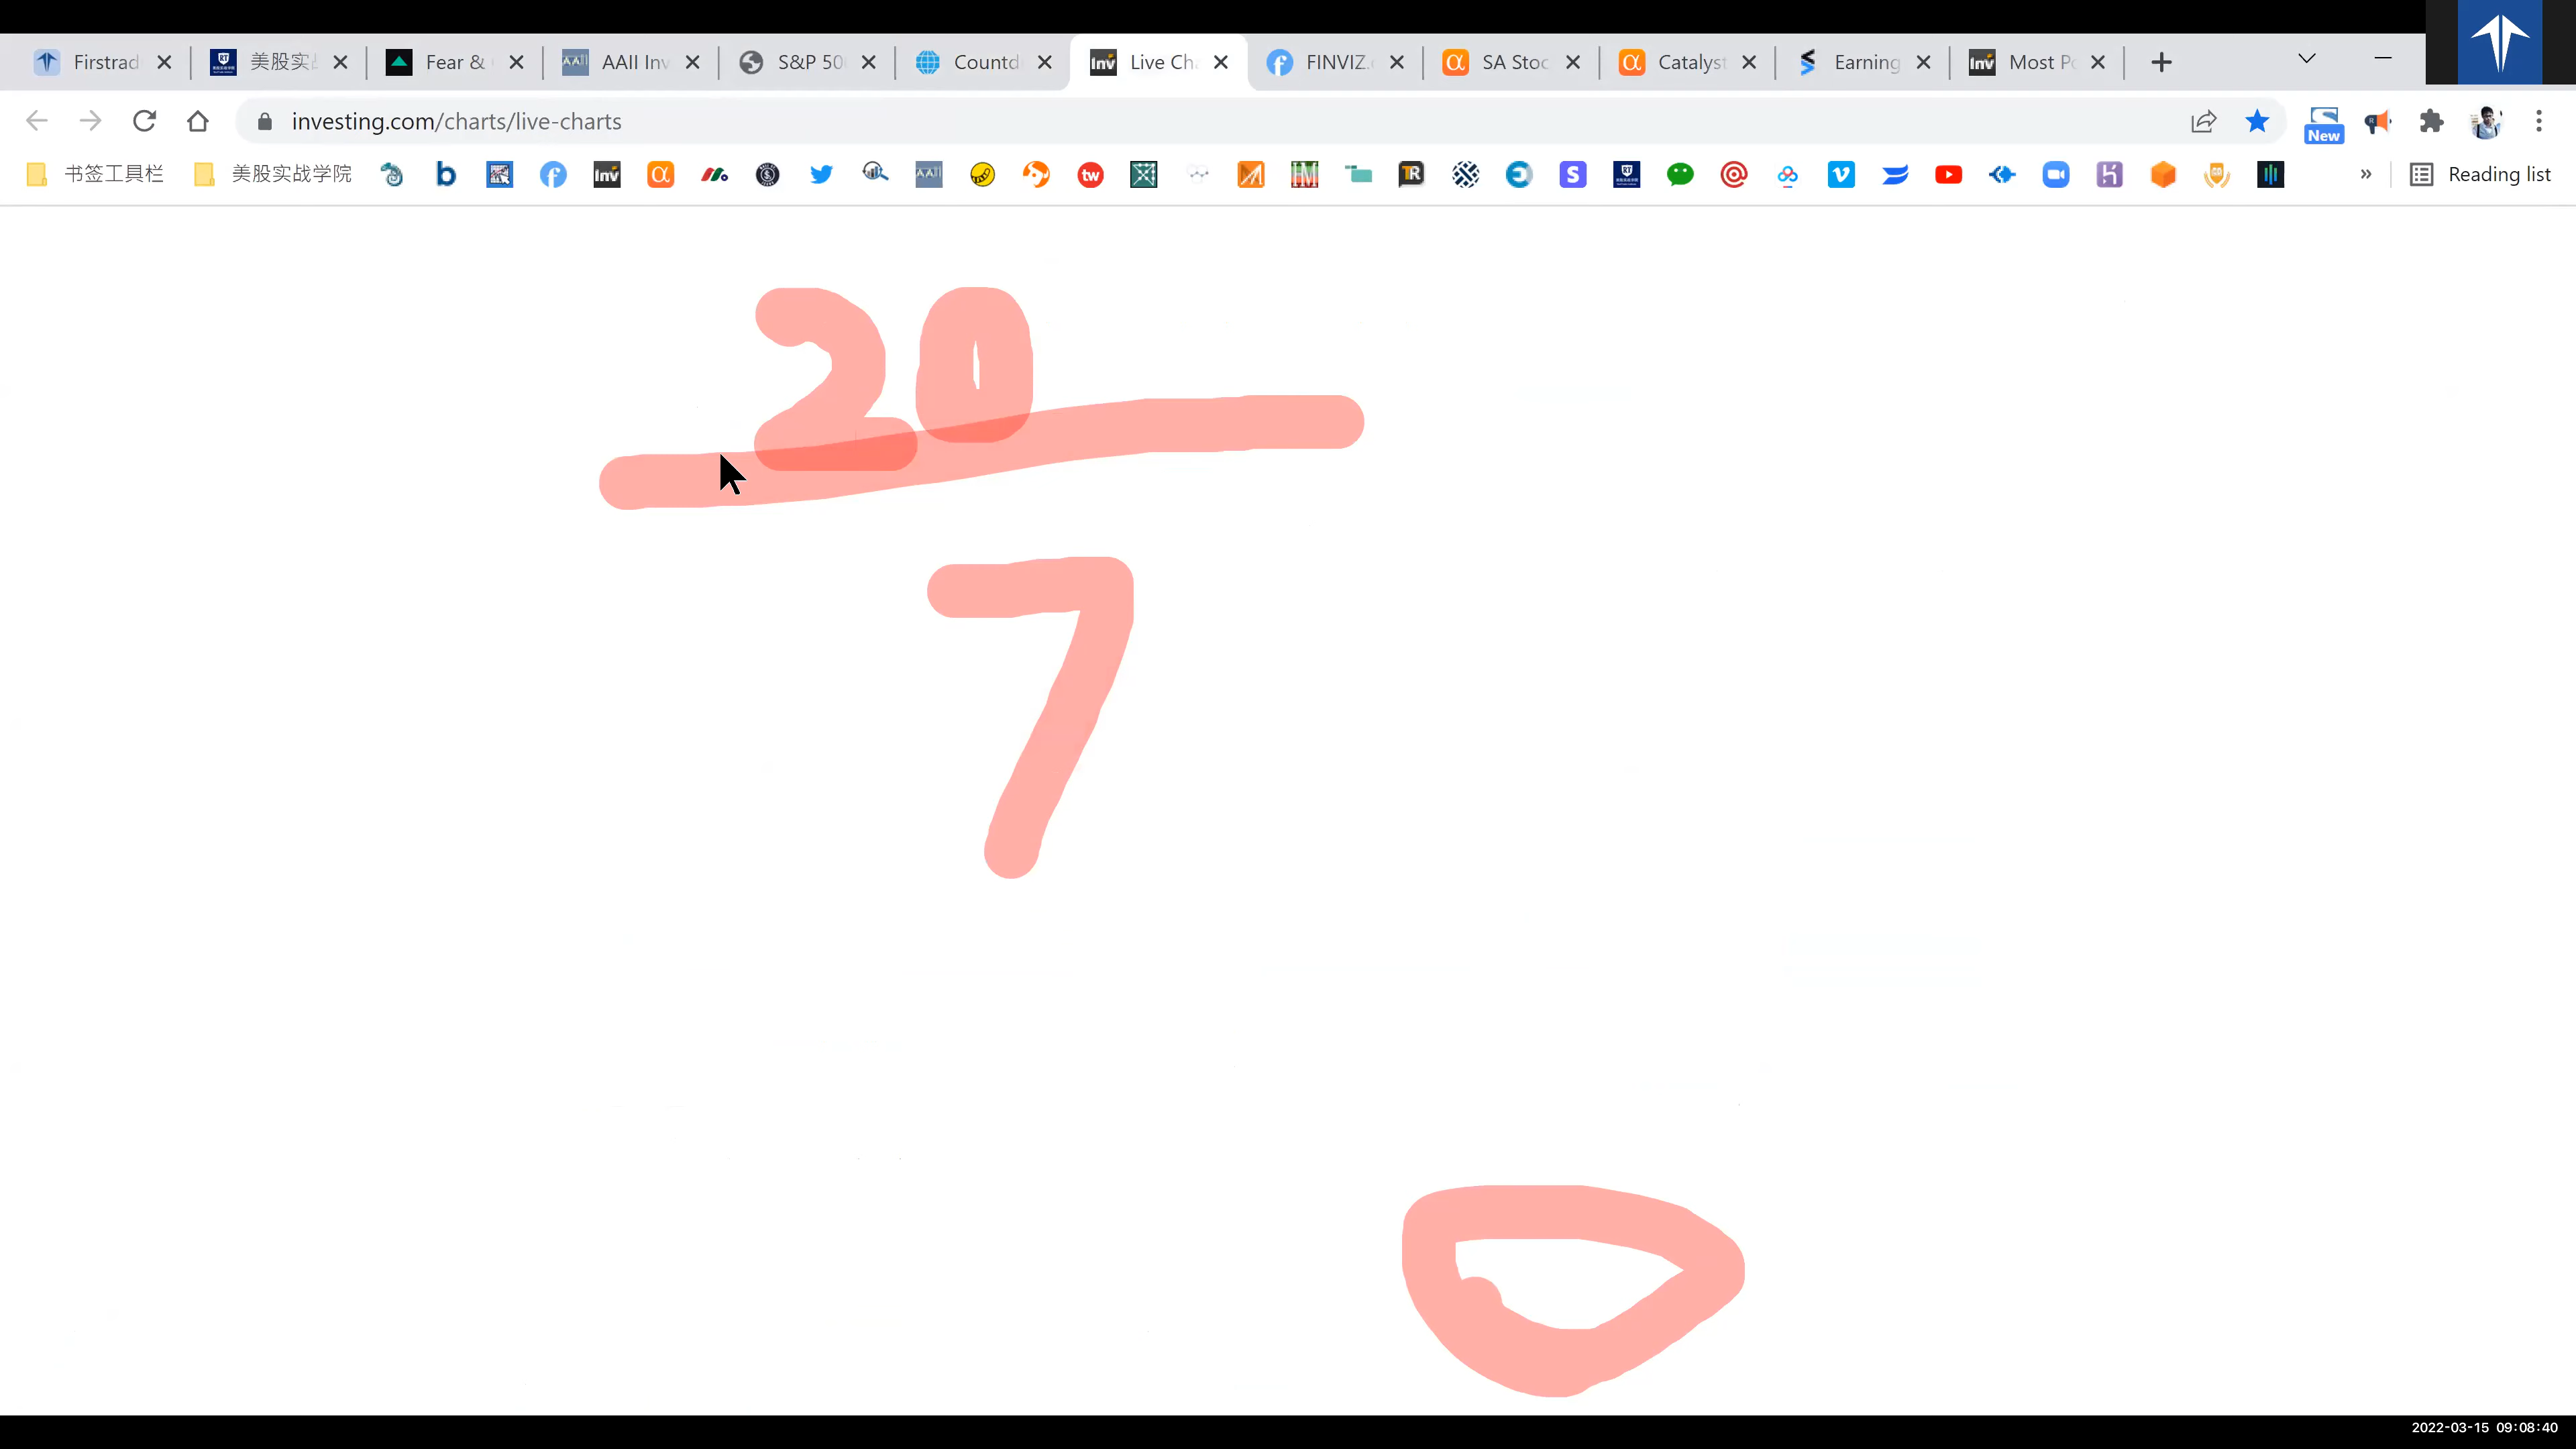 Firstrad 美股实 Fear & AAII Inv S&P 50 Countd Live Ch FINVIZ. SA Stoc Catalyst Earning Most Po
investing.com/charts/live-charts New
书签工具栏 美股实战学院 Reading list
20
7
2022-03-15 09:08:40